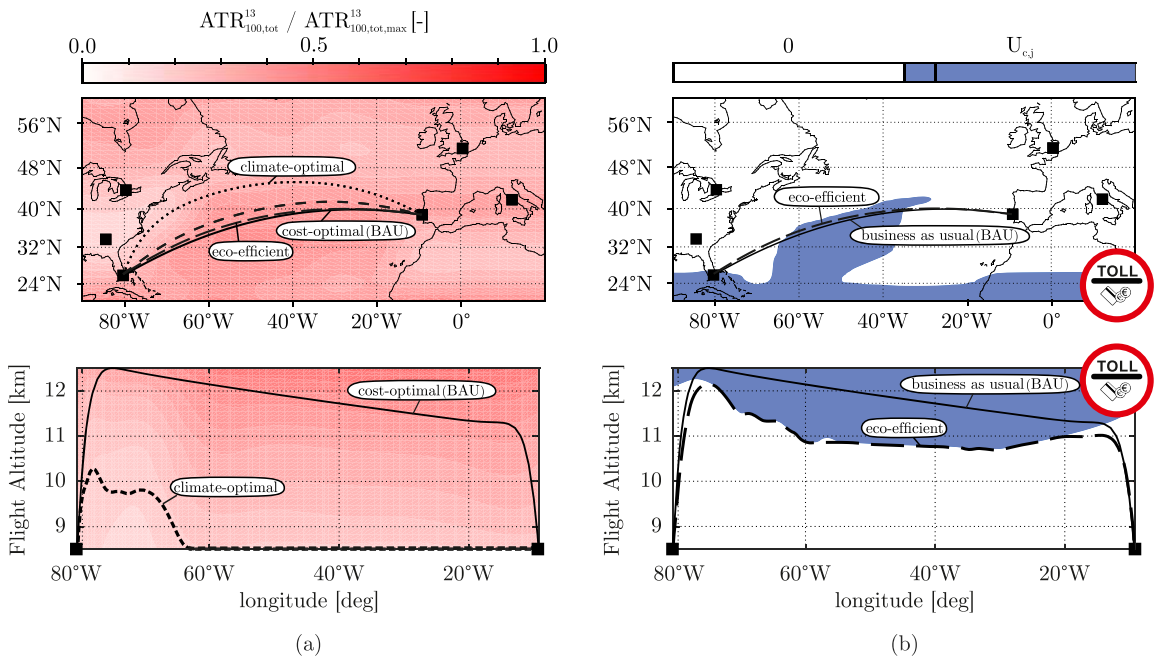 ATR¹³₁₀₀,tot / ATR¹³₁₀₀,tot,max [-]
0.0 0.5 1.0
56°N
48°N
40°N
32°N
24°N
climate-optimal
cost-optimal(BAU)
eco-efficient
80°W 60°W 40°W 20°W 0°
0 U_c,j
56°N
48°N
40°N
32°N
24°N
eco-efficient
business as usual(BAU)
TOLL
€€
80°W 60°W 40°W 20°W 0°
Flight Altitude [km]
12
11
10
9
cost-optimal(BAU)
climate-optimal
80°W 60°W 40°W 20°W
longitude [deg]
(a)
Flight Altitude [km]
12
11
10
9
business as usual(BAU)
eco-efficient
TOLL
€€
80°W 60°W 40°W 20°W
longitude [deg]
(b)